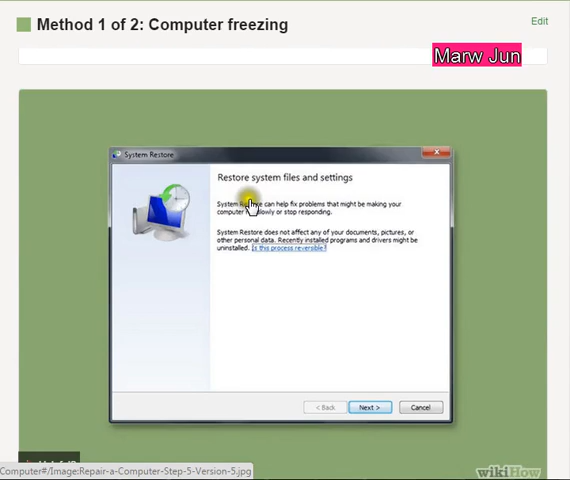 Method 1 of 2: Computer freezing
Edit
Marw Jun
System Restore
Restore system files and settings
System can help fix problems that might be making your
computer slowly or stop responding.
System Restore does not affect any of your documents, pictures, or
other personal data. Recently installed programs and drivers might be
uninstalled. Is this process reversible?
< Back
Next >
Cancel
Computer#/Image:Repair-a-Computer-Step-5-Version-5.jpg
wikiHow